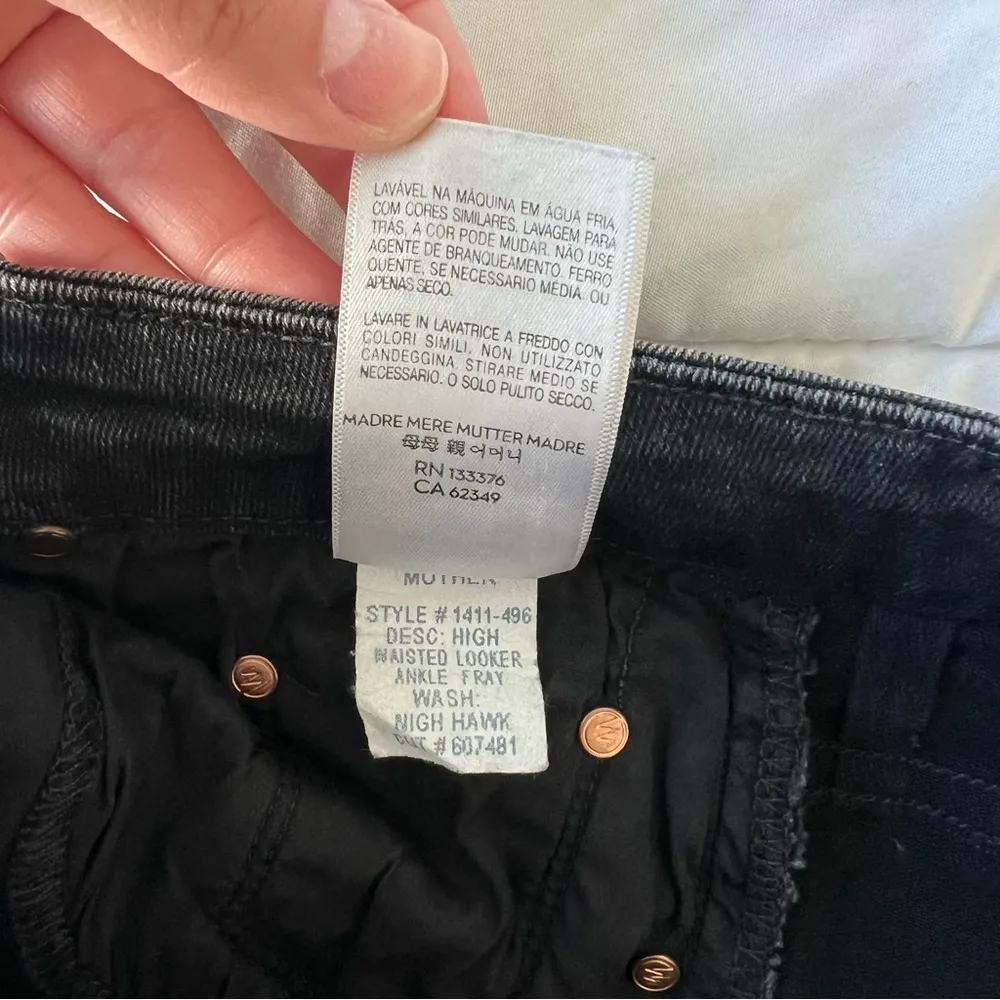 LAVÁVEL NA MÁQUINA EM ÁGUA FRIA
COM CORES SIMILARES. LAVAGEM PARA
TRÁS, A COR PODE MUDAR. NÃO USE
AGENTE DE BRANQUEAMENTO. FERRO
QUENTE, SE NECESSARIO MÉDIA. OU
APENAS SECO.
LAVARE IN LAVATRICE A FREDDO CON
COLORI SIMILI. NON UTILIZZATO
CANDEGGINA. STIRARE MEDIO SE
NECESSARIO. O SOLO PULITO SECCO.
MADRE MERE MUTTER MADRE
母母 親 어머니
RN 133376
CA 62349
MOTHER
STYLE # 1411-496
DESC: HIGH
WAISTED LOOKER
ANKLE FRAY
WASH:
NIGH HAWK
CUT # 607481